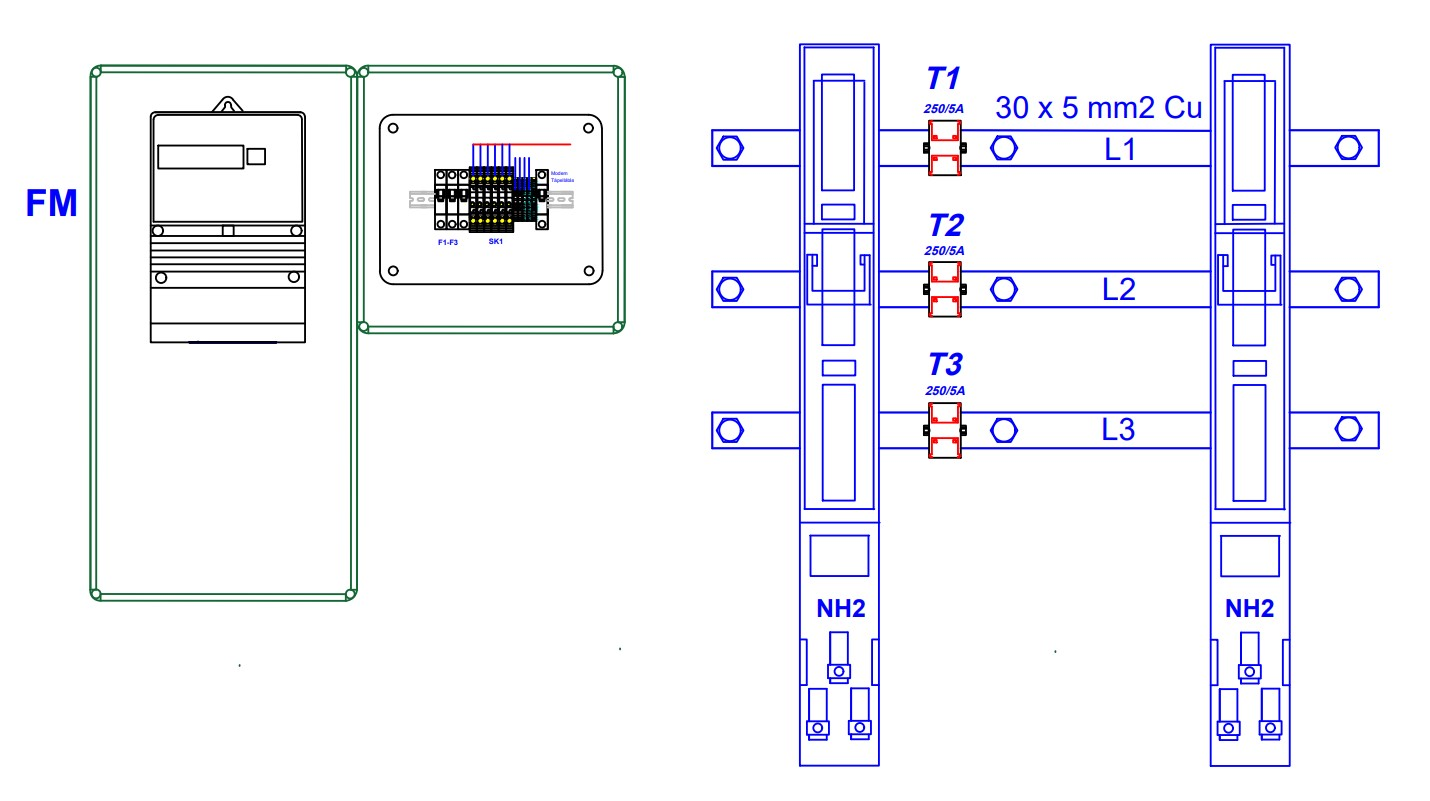 FM
Modem
Táplálás
F1-F3
SK1
T1
250/5A
30 x 5 mm2 Cu
L1
T2
250/5A
L2
T3
250/5A
L3
NH2
NH2